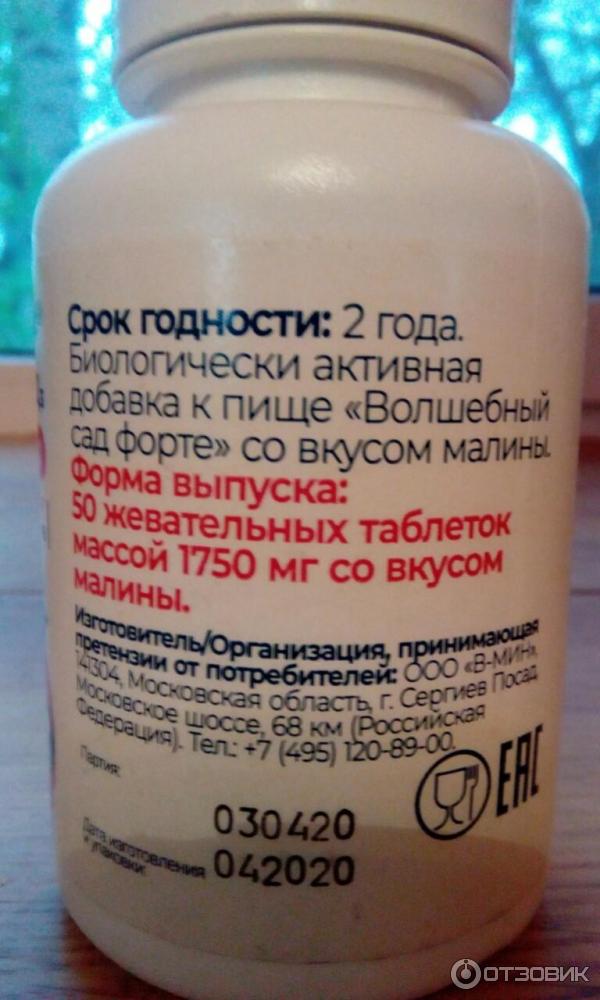 Срок годности: 2 года.
Биологически активная
добавка к пище «Волшебный
сад форте» со вкусом малины.
Форма выпуска:
50 жевательных таблеток
массой 1750 мг со вкусом
малины.
Изготовитель/Организация, принимающая
претензии от потребителей: ООО «В-МИН»,
141304, Московская область, г. Сергиев Посад,
Московское шоссе, 68 км (Российская
Федерация). Тел.: +7 (495) 120-89-00.
EAC
Партия:
030420
Дата изготовления
+ упаковки:
042020
ОТЗОВИК